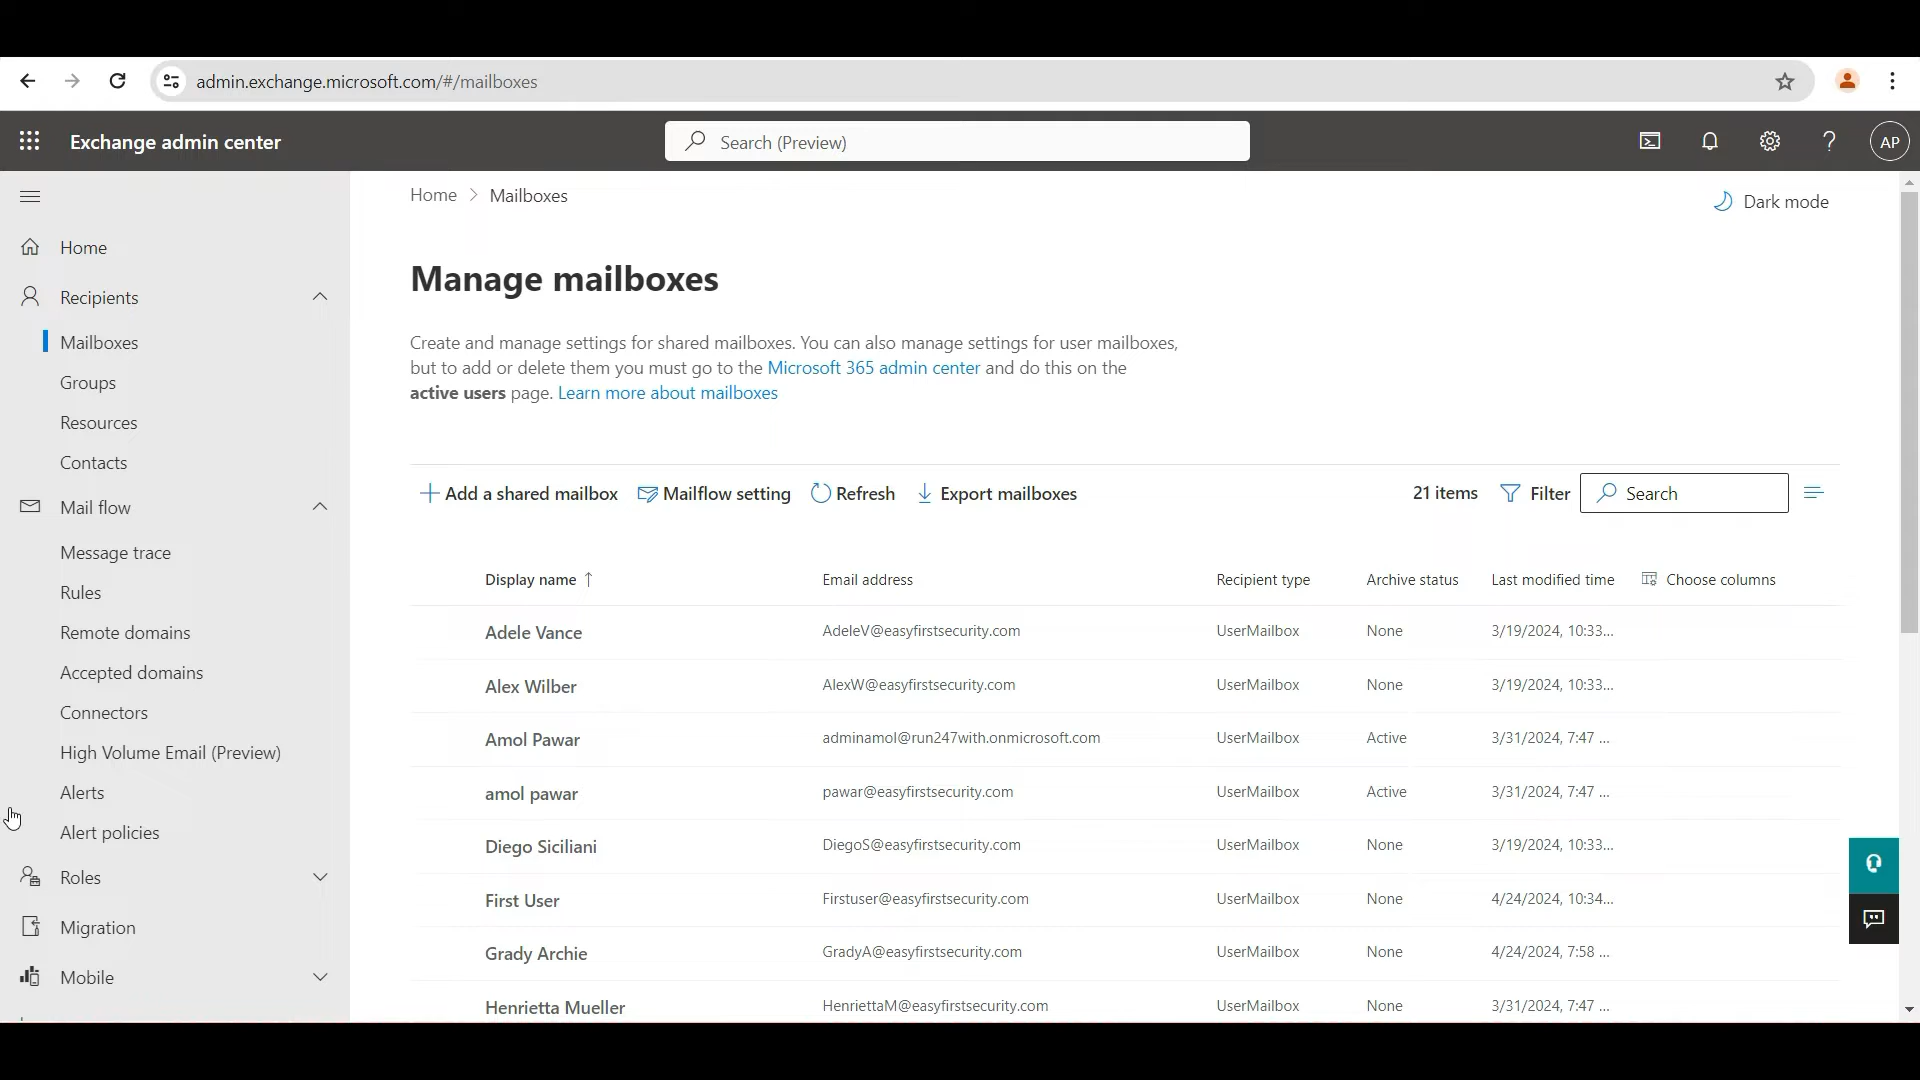 admin.exchange.microsoft.com/#/mailboxes
Exchange admin center
Search (Preview)
AP
Home > Mailboxes
Dark mode
Home
Recipients
Mailboxes
Groups
Resources
Contacts
Mail flow
Message trace
Rules
Remote domains
Accepted domains
Connectors
High Volume Email (Preview)
Alerts
Alert policies
Roles
Migration
Mobile
Manage mailboxes
Create and manage settings for shared mailboxes. You can also manage settings for user mailboxes,
but to add or delete them you must go to the Microsoft 365 admin center and do this on the
active users page. Learn more about mailboxes
Add a shared mailbox Mailflow setting Refresh Export mailboxes 21 items Filter Search
Display name ↑ Email address Recipient type Archive status Last modified time Choose columns
Adele Vance AdeleV@easyfirstsecurity.com UserMailbox None 3/19/2024, 10:33...
Alex Wilber AlexW@easyfirstsecurity.com UserMailbox None 3/19/2024, 10:33...
Amol Pawar adminamol@run247with.onmicrosoft.com UserMailbox Active 3/31/2024, 7:47 ...
amol pawar pawar@easyfirstsecurity.com UserMailbox Active 3/31/2024, 7:47 ...
Diego Siciliani DiegoS@easyfirstsecurity.com UserMailbox None 3/19/2024, 10:33...
First User Firstuser@easyfirstsecurity.com UserMailbox None 4/24/2024, 10:34...
Grady Archie GradyA@easyfirstsecurity.com UserMailbox None 4/24/2024, 7:58 ...
Henrietta Mueller HenriettaM@easyfirstsecurity.com UserMailbox None 3/31/2024, 7:47 ...